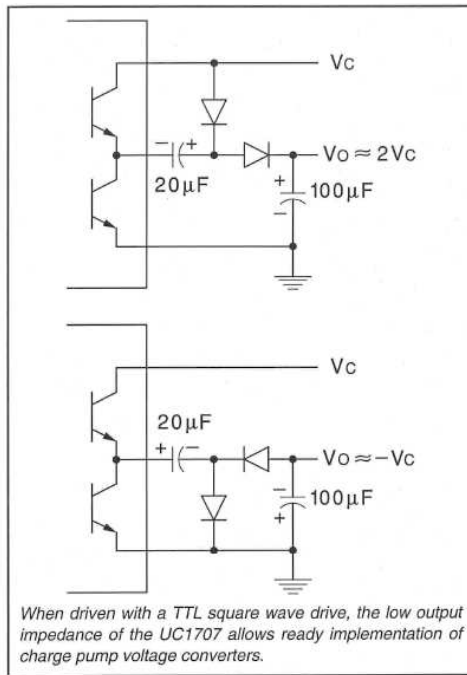 VC
− +
20µF
VO ≈ 2VC
+
−
100µF
VC
20µF
+ −
VO ≈ −VC
−
+
100µF
When driven with a TTL square wave drive, the low output
impedance of the UC1707 allows ready implementation of
charge pump voltage converters.